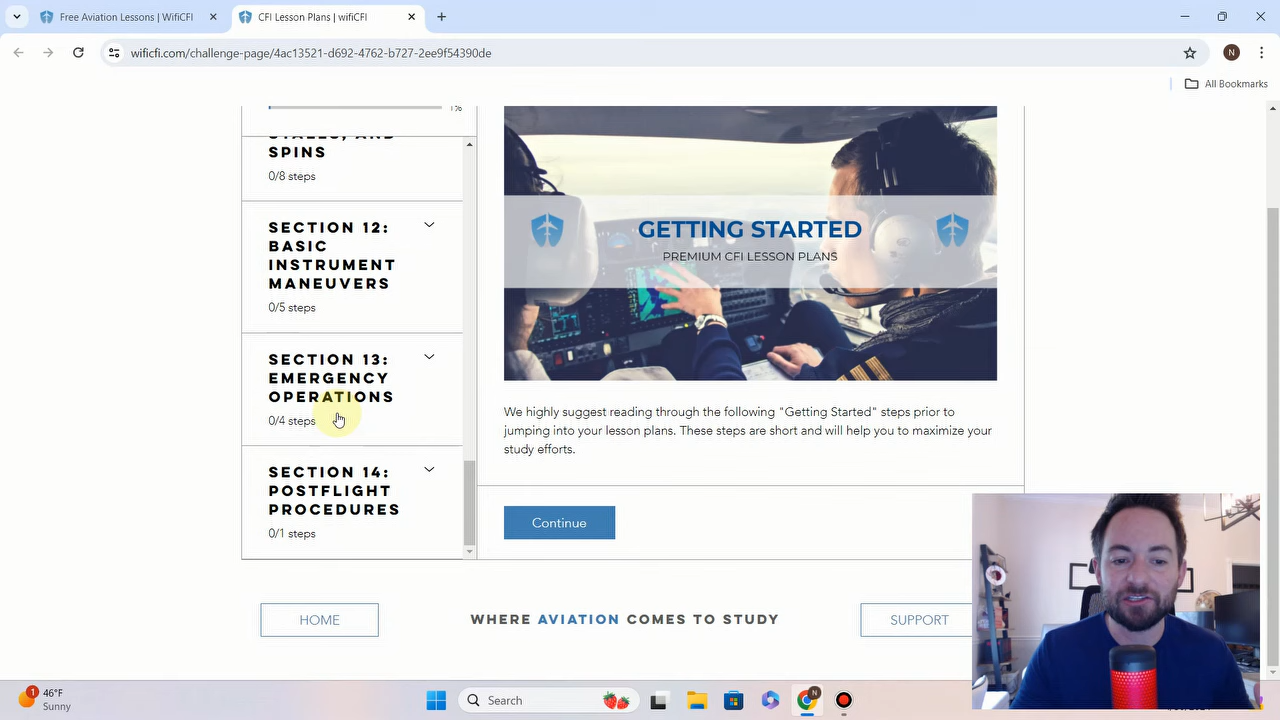 Free Aviation Lessons | WifiCFI
CFI Lesson Plans | wifiCFI
wificfi.com/challenge-page/4ac13521-d692-4762-b727-2ee9f54390de
N
All Bookmarks
1%
STALLS, AND
SPINS
0/8 steps
SECTION 12:
BASIC
INSTRUMENT
MANEUVERS
0/5 steps
SECTION 13:
EMERGENCY
OPERATIONS
0/4 steps
SECTION 14:
POSTFLIGHT
PROCEDURES
0/1 steps
GETTING STARTED
PREMIUM CFI LESSON PLANS
We highly suggest reading through the following "Getting Started" steps prior to
jumping into your lesson plans. These steps are short and will help you to maximize your
study efforts.
Continue
HOME
WHERE AVIATION COMES TO STUDY
SUPPORT
1
46°F
Sunny
Search
N